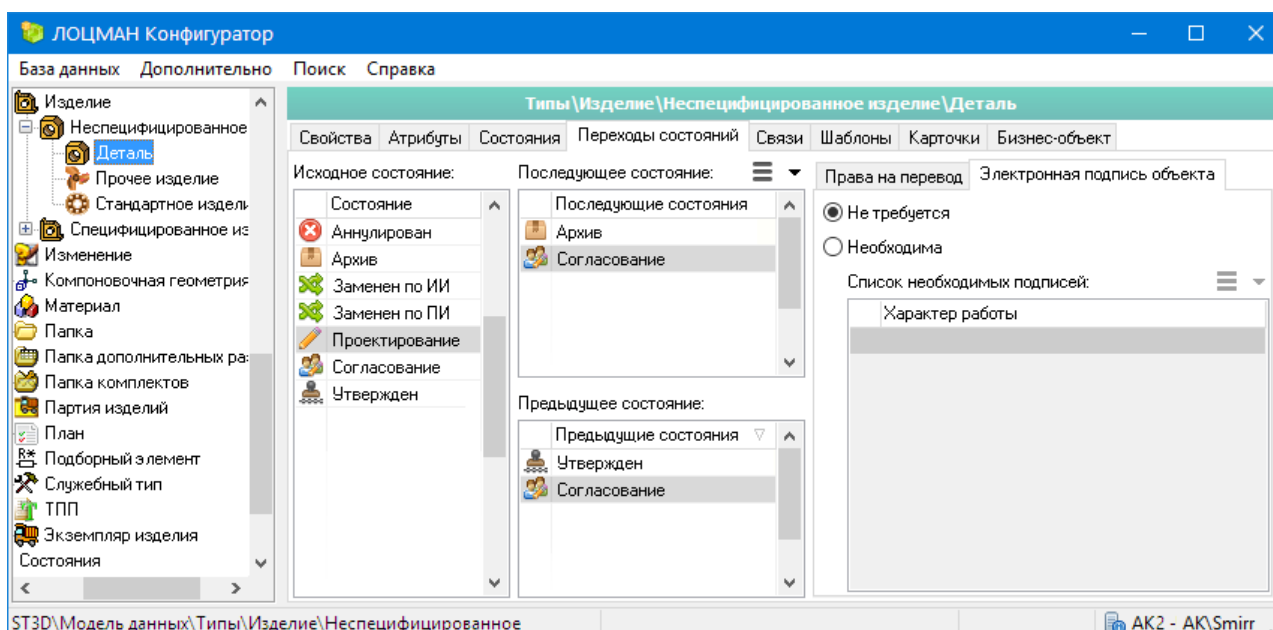 ЛОЦМАН Конфигуратор
База данных Дополнительно Поиск Справка
Изделие
Неспецифицированное
Деталь
Прочее изделие
Стандартное издели
Специфицированное из
Изменение
Компоновочная геометрия
Материал
Папка
Папка дополнительных раз
Папка комплектов
Партия изделий
План
Подборный элемент
Служебный тип
ТПП
Экземпляр изделия
Состояния
Типы\Изделие\Неспецифицированное изделие\Деталь
Свойства Атрибуты Состояния Переходы состояний Связи Шаблоны Карточки Бизнес-объект
Исходное состояние:
Состояние
Аннулирован
Архив
Заменен по ИИ
Заменен по ПИ
Проектирование
Согласование
Утвержден
Последующее состояние:
Последующие состояния
Архив
Согласование
Предыдущее состояние:
Предыдущие состояния
Утвержден
Согласование
Права на перевод Электронная подпись объекта
Не требуется
Необходима
Список необходимых подписей:
Характер работы
ST3D\Модель данных\Типы\Изделие\Неспецифицированное
AK2 - AK\Smirr